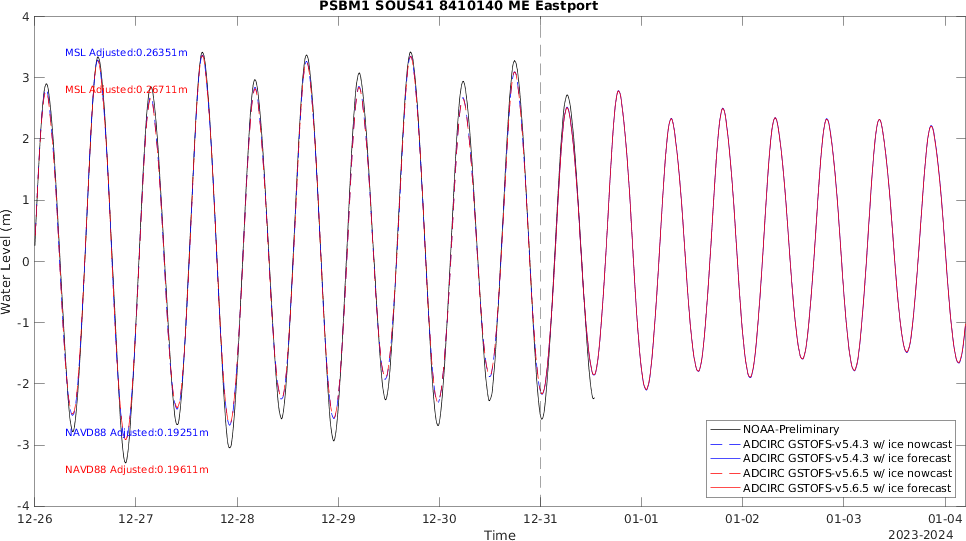 PSBM1 SOUS41 8410140 ME Eastport
4
MSL Adjusted:0.26351m
3
MSL Adjusted:0.26711m
2
1
Water Level (m)
0
-1
-2
NAVD88 Adjusted:0.19251m
-3
NAVD88 Adjusted:0.19611m
-4
NOAA-Preliminary
ADCIRC GSTOFS-v5.4.3 w/ ice nowcast
ADCIRC GSTOFS-v5.4.3 w/ ice forecast
ADCIRC GSTOFS-v5.6.5 w/ ice nowcast
ADCIRC GSTOFS-v5.6.5 w/ ice forecast
12-26 12-27 12-28 12-29 12-30 12-31 01-01 01-02 01-03 01-04
Time
2023-2024